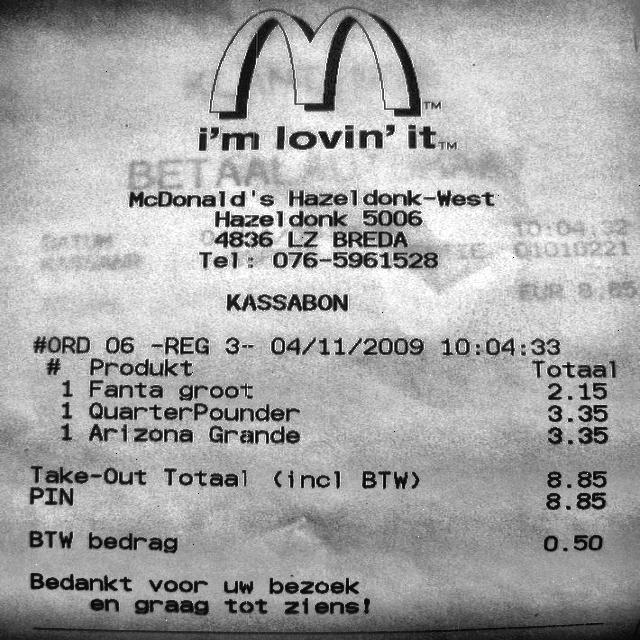 i'm lovin' it™
McDonald's Hazeldonk-West
Hazeldonk 5006
4836 LZ BREDA
Tel: 076-5961528
KASSABON
#ORD 06 -REG 3- 04/11/2009 10:04:33
# Produkt Totaal
1 Fanta groot 2.15
1 QuarterPounder 3.35
1 Arizona Grande 3.35
Take-Out Totaal (incl BTW) 8.85
PIN 8.85
BTW bedrag 0.50
Bedankt voor uw bezoek
en graag tot ziens!